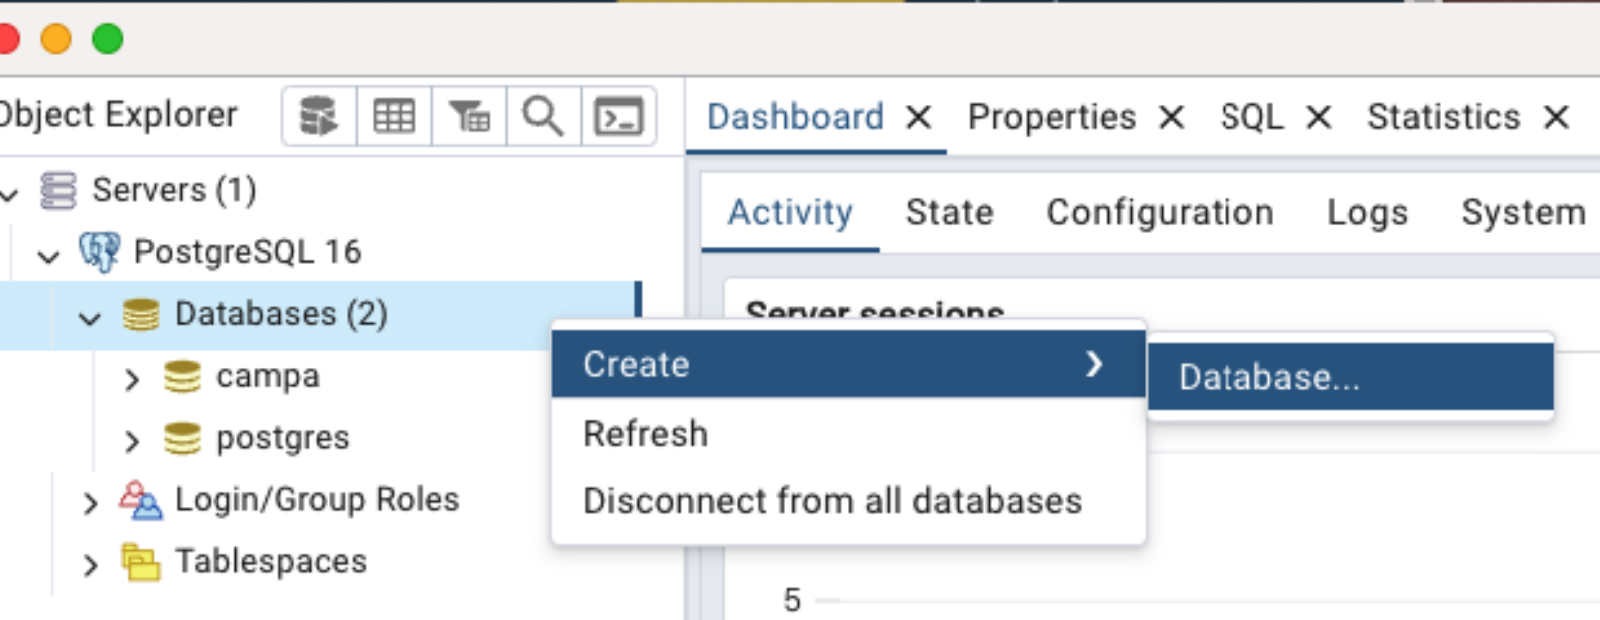 Object Explorer
Dashboard Properties SQL Statistics
Servers (1)
Activity State Configuration Logs System
PostgreSQL 16
Databases (2)
Server sessions
Create
Database...
campa
Refresh
postgres
Login/Group Roles
Disconnect from all databases
Tablespaces
5